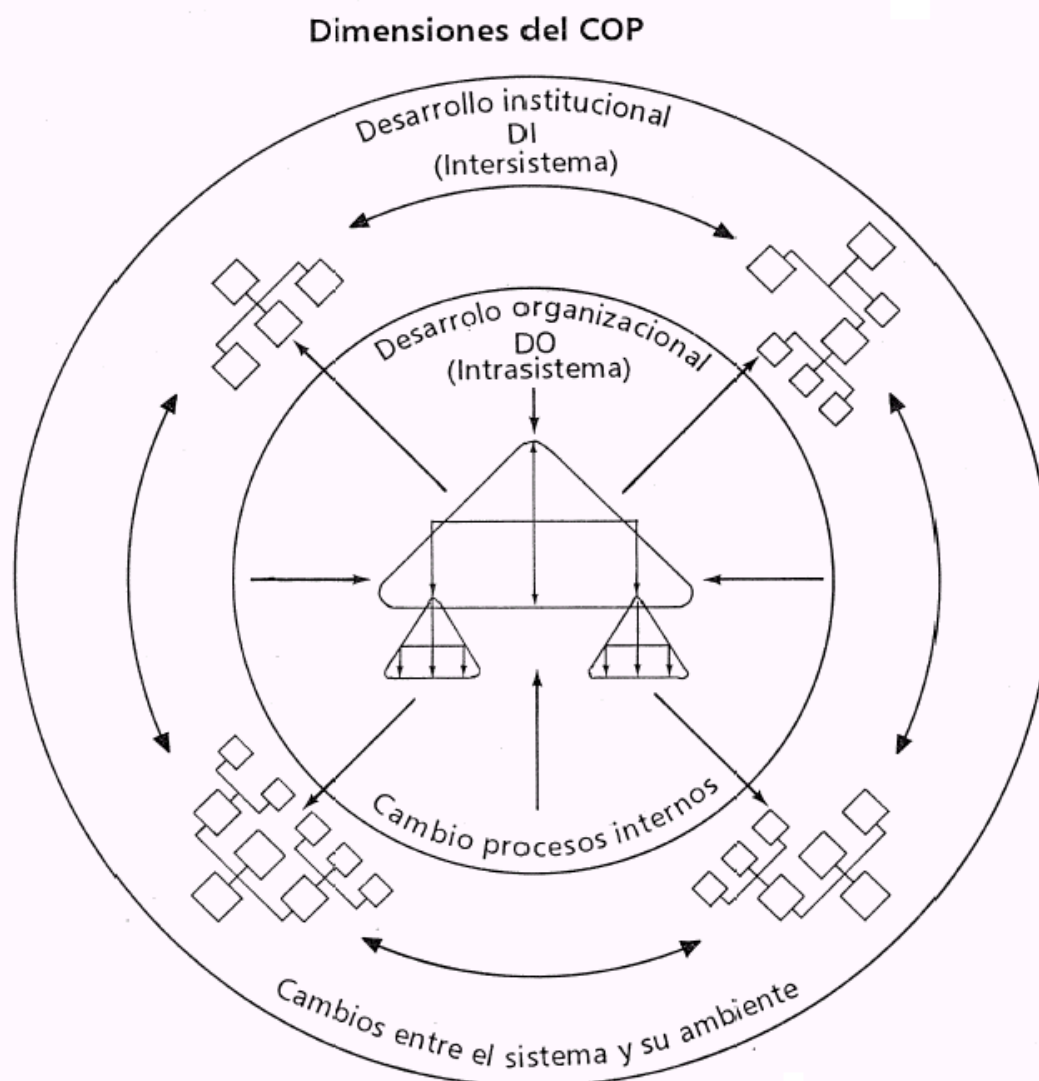 Dimensiones del COP
Desarrollo institucional
DI
(Intersistema)
Desarrolo organizacional
DO
(Intrasistema)
Cambio procesos internos
Cambios entre el sistema y su ambiente